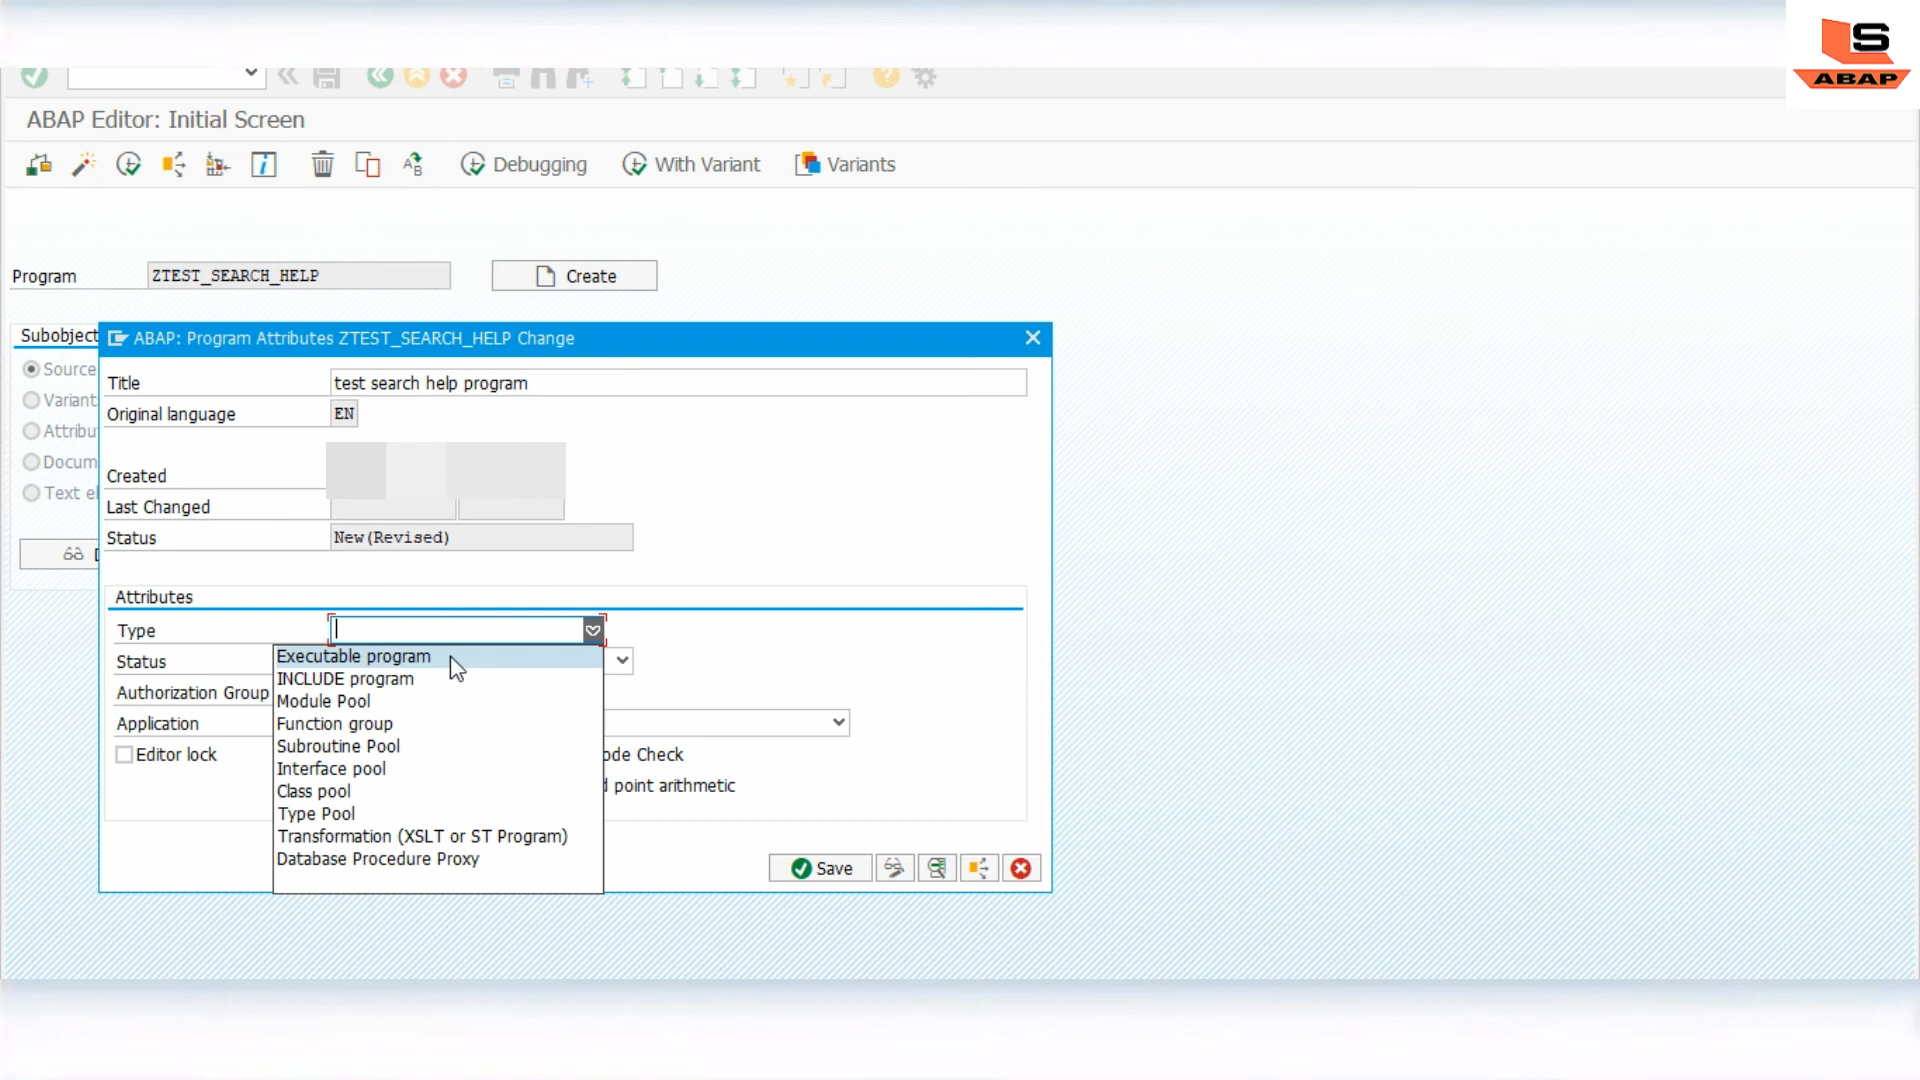 S
ABAP
ABAP Editor: Initial Screen
Debugging
With Variant
Variants
Program
ZTEST_SEARCH_HELP
Create
Subobject
ABAP: Program Attributes ZTEST_SEARCH_HELP Change
Source
Title
test search help program
Variant
Original language
EN
Attribu
Docum
Created
Text el
Last Changed
Status
New(Revised)
Attributes
Type
Executable program
Status
INCLUDE program
Authorization Group
Module Pool
Application
Function group
Subroutine Pool
Editor lock
ode Check
Interface pool
d point arithmetic
Class pool
Type Pool
Transformation (XSLT or ST Program)
Database Procedure Proxy
Save